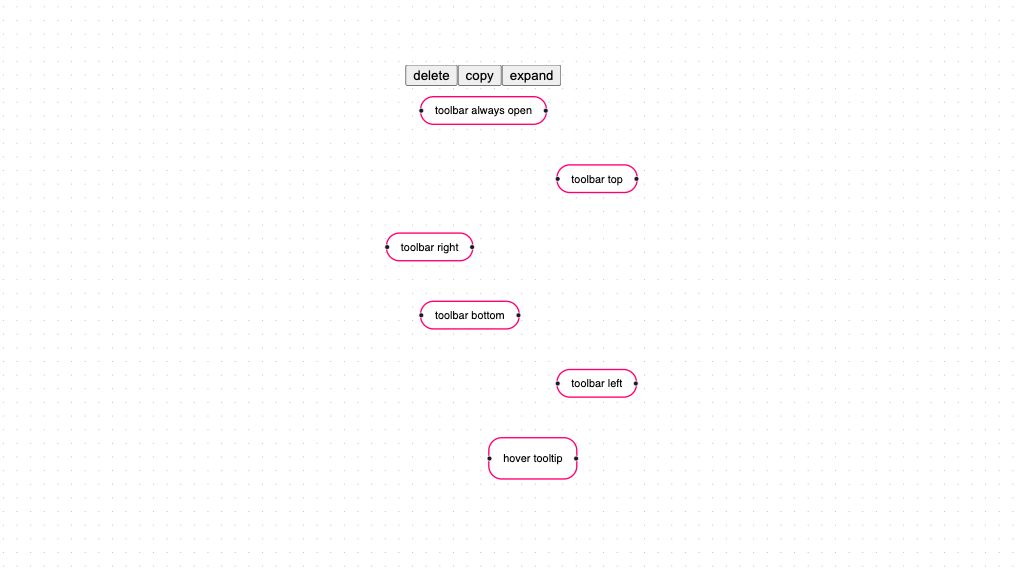 delete copy expand
toolbar always open
toolbar top
toolbar right
toolbar bottom
toolbar left
hover tooltip